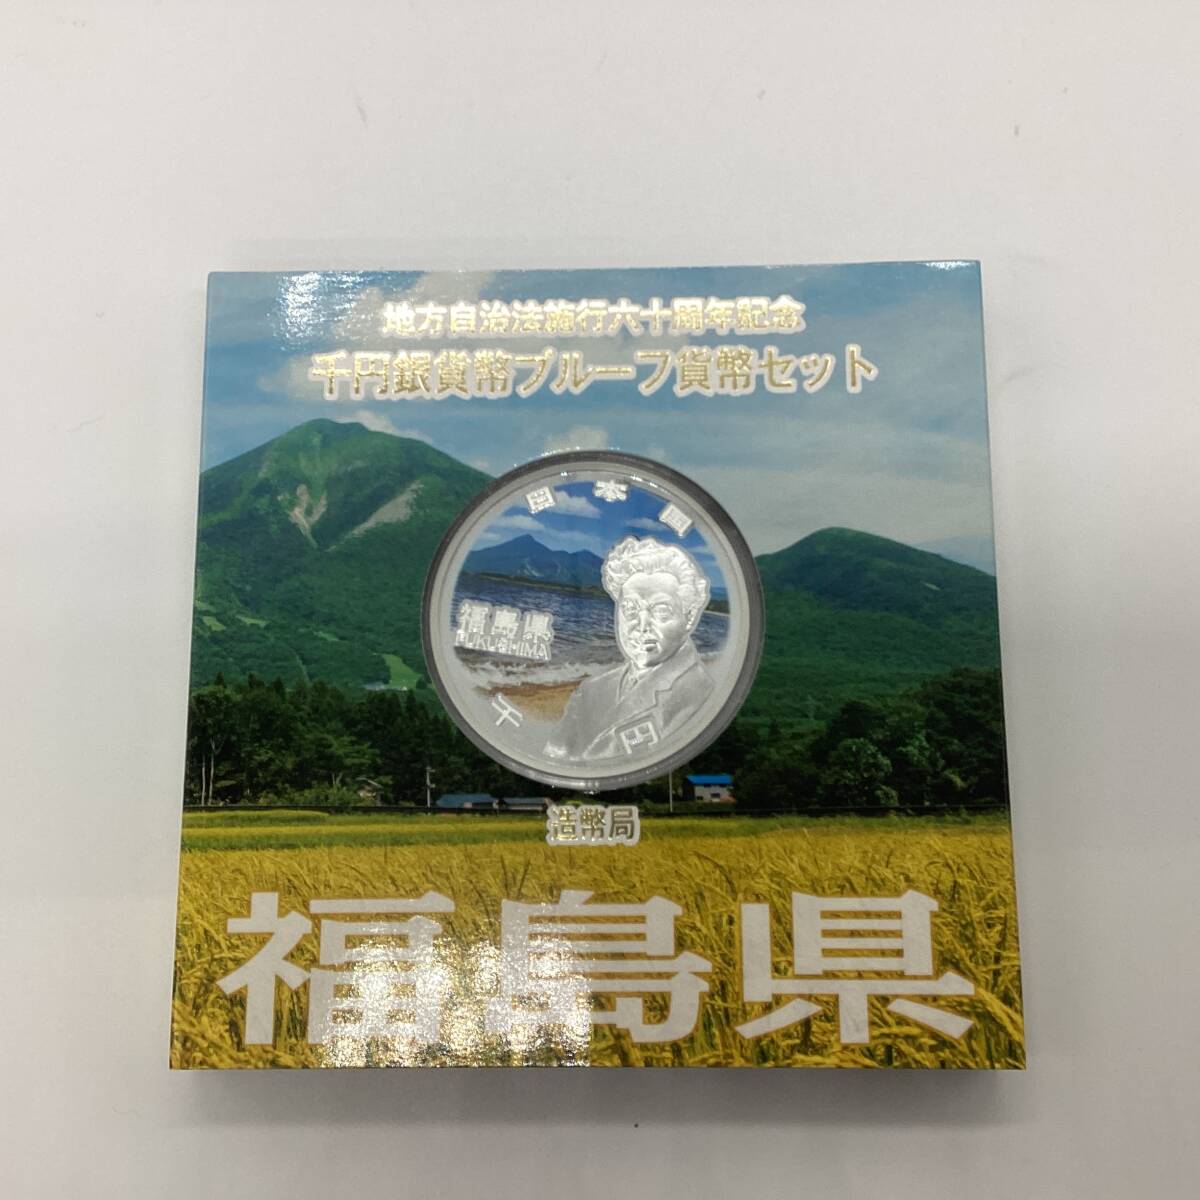 地方自治法施行六十周年記念
千円銀貨幣プルーフ貨幣セット
日本国
福島県
FUKUSHIMA
千円
造幣局
福島県